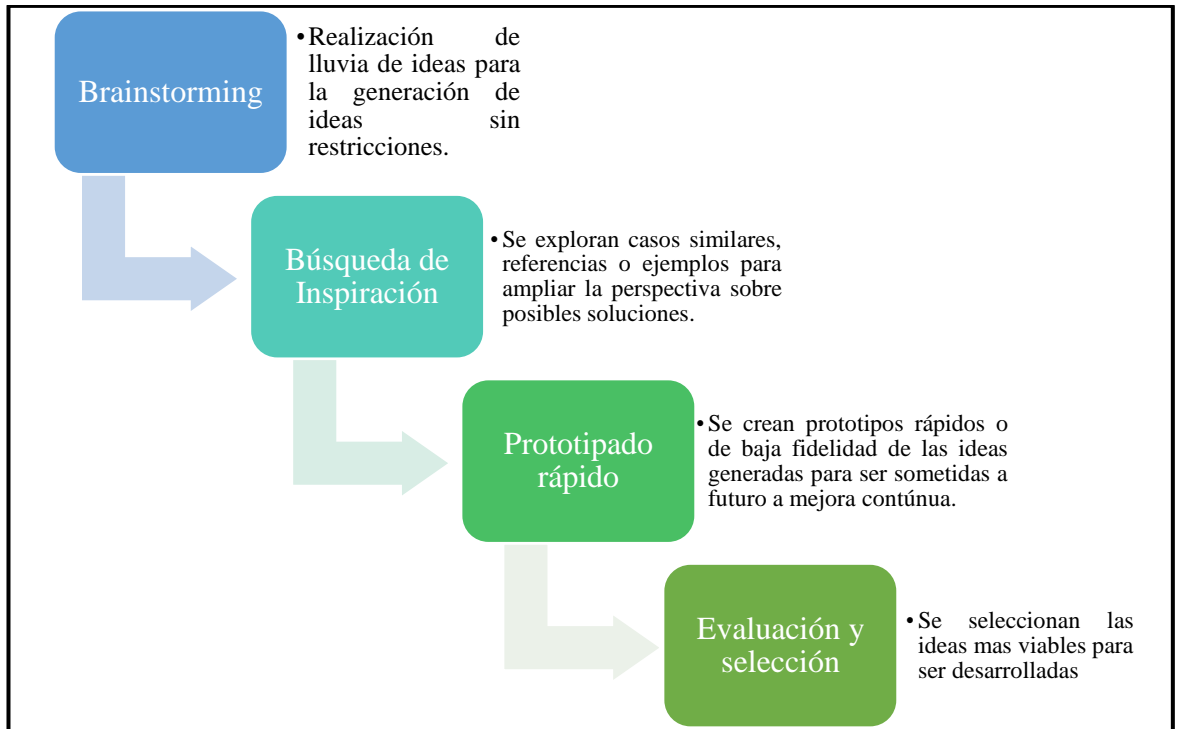 Brainstorming
•Realización de
lluvia de ideas para
la generación de
ideas sin
restricciones.
Búsqueda de
Inspiración
•Se exploran casos similares,
referencias o ejemplos para
ampliar la perspectiva sobre
posibles soluciones.
Prototipado
rápido
•Se crean prototipos rápidos o
de baja fidelidad de las ideas
generadas para ser sometidas a
futuro a mejora contúnua.
Evaluación y
selección
•Se seleccionan las
ideas mas viables para
ser desarrolladas